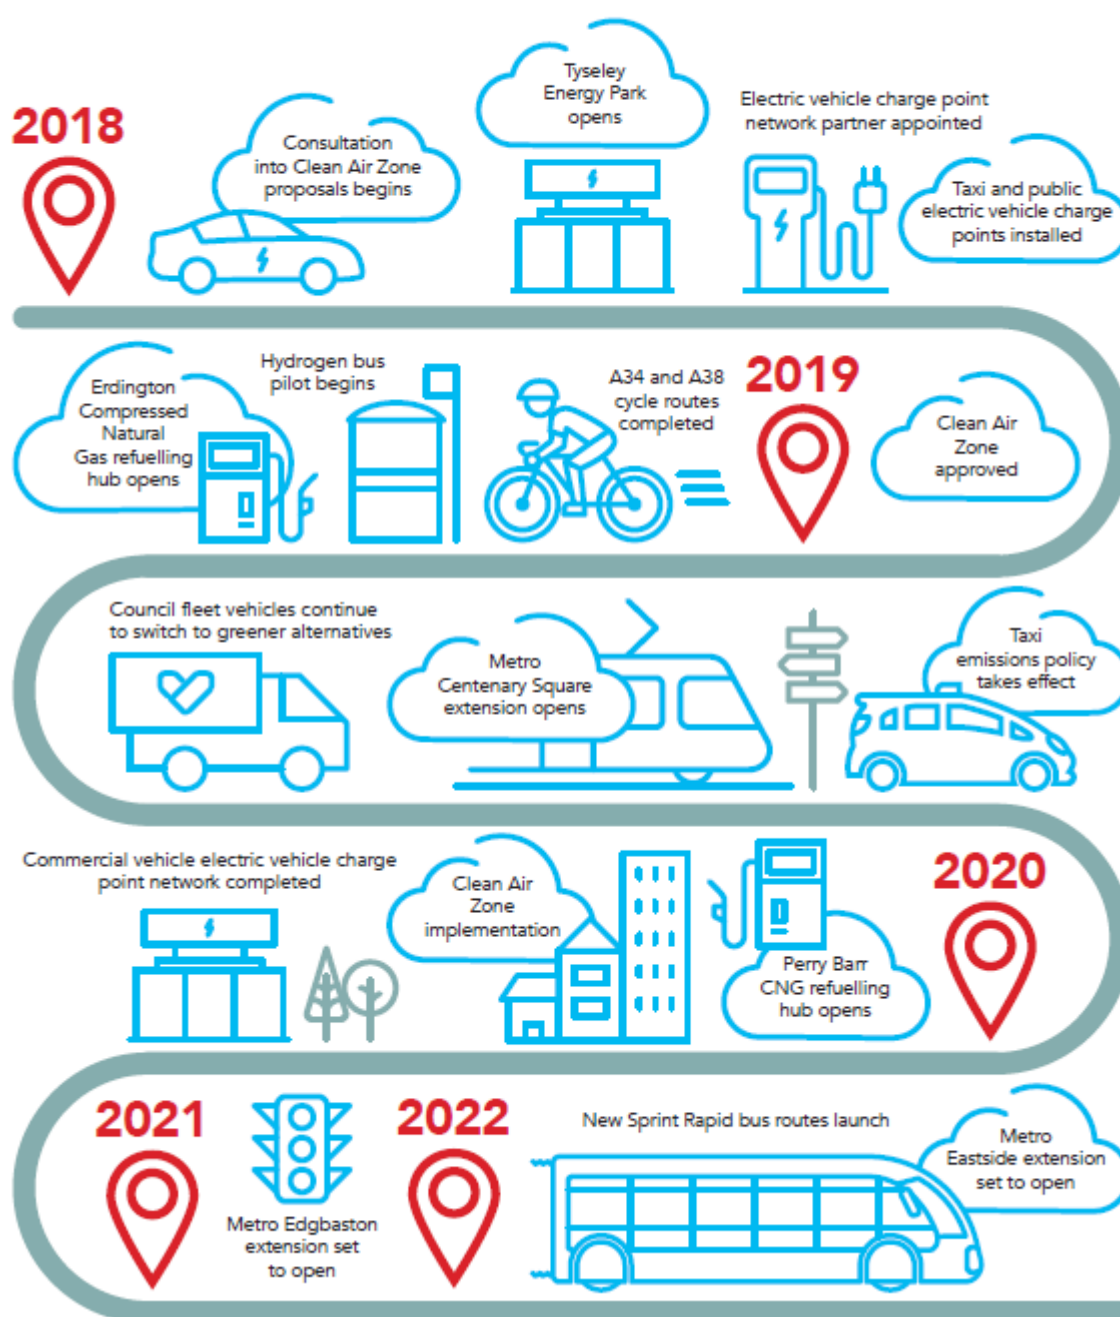 2018
Consultation
into Clean Air Zone
proposals begins
Tyseley
Energy Park
opens
Electric vehicle charge point
network partner appointed
Taxi and public
electric vehicle charge
points installed
Erdington
Compressed
Natural
Gas refuelling
hub opens
Hydrogen bus
pilot begins
A34 and A38
cycle routes
completed
2019
Clean Air
Zone
approved
Council fleet vehicles continue
to switch to greener alternatives
Metro
Centenary Square
extension opens
Taxi
emissions policy
takes effect
Commercial vehicle electric vehicle charge
point network completed
Clean Air
Zone
implementation
Perry Barr
CNG refuelling
hub opens
2020
2021
Metro Edgbaston
extension set
to open
2022
New Sprint Rapid bus routes launch
Metro
Eastside extension
set to open